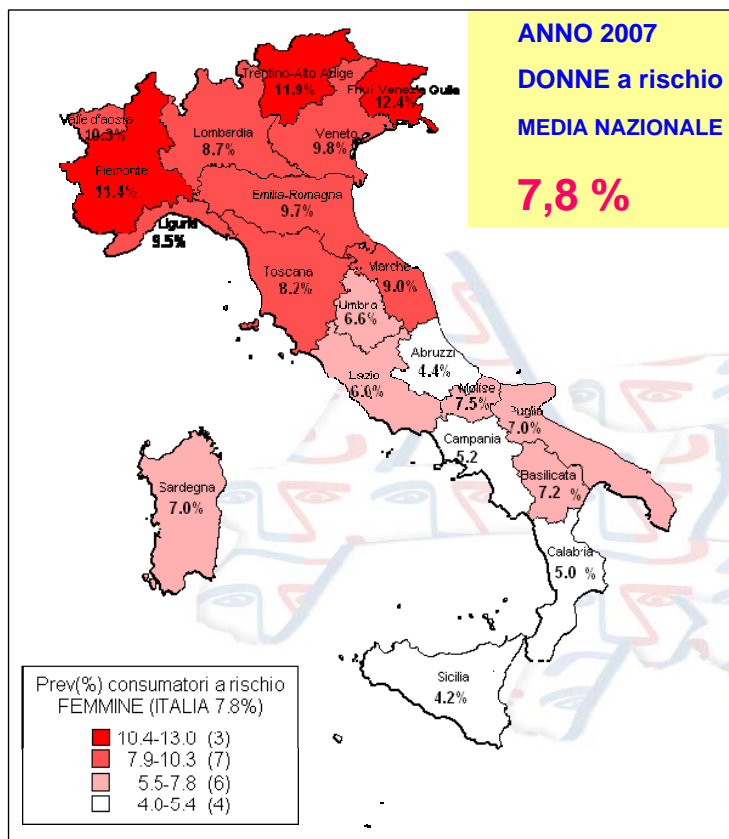 ANNO 2007
DONNE a rischio
MEDIA NAZIONALE
7,8 %
Trentino-Alto Adige
11.9%
Friuli Venezia Giulia
12.4%
Valle d'aosta
10.3%
Lombardia
8.7%
Veneto
9.8%
Piemonte
11.4%
Emilia-Romagna
9.7%
Liguria
9.5%
Toscana
8.2%
Marche
9.0%
Umbria
6.6%
Abruzzi
4.4%
Lazio
6.0%
Molise
7.5%
Puglia
7.0%
Campania
5.2
Basilicata
7.2 %
Sardegna
7.0%
Calabria
5.0 %
Sicilia
4.2%
Prev(%) consumatori a rischio
FEMMINE (ITALIA 7.8%)
10.4-13.0 (3)
7.9-10.3 (7)
5.5-7.8 (6)
4.0-5.4 (4)